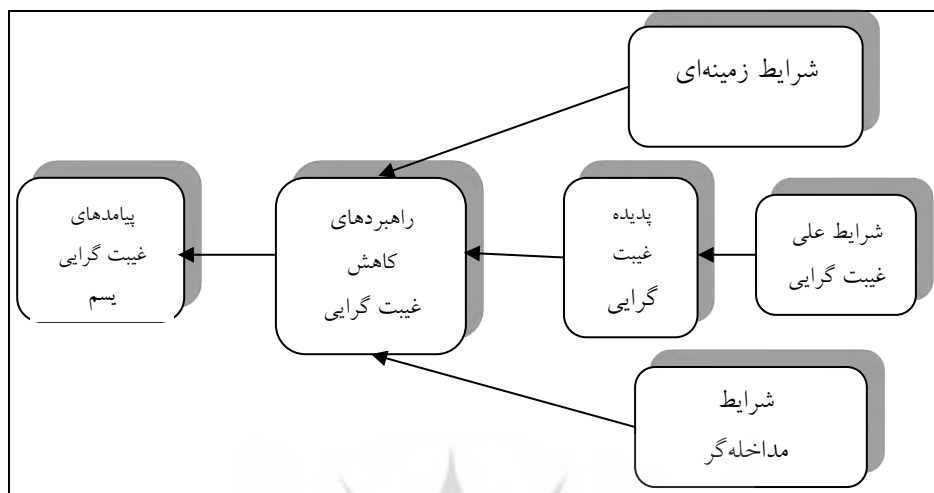 شرایط زمینه‌ای
شرایط علی
غیبت گرایی
پدیده
غیبت
گرایی
راهبردهای
کاهش
غیبت گرایی
پیامدهای
غیبت گرایی
یسم
شرایط
مداخله‌گر